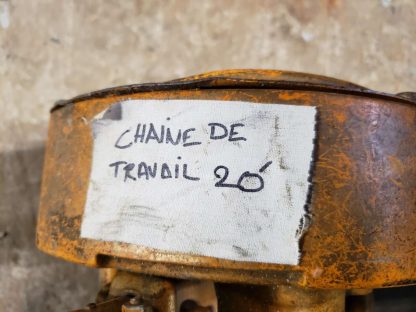 CHAINE DE
TRAVAIL 20'